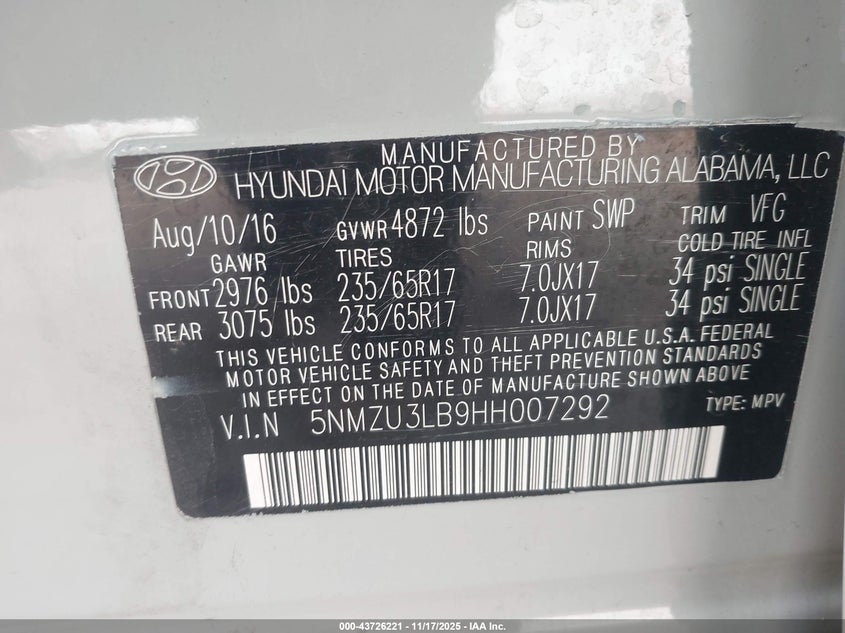 MANUFACTURED BY
HYUNDAI MOTOR MANUFACTURING ALABAMA, LLC
Aug/10/16 GVWR 4872 lbs PAINT SWP TRIM VFG
GAWR TIRES RIMS COLD TIRE INFL
FRONT 2976 lbs 235/65R17 7.0JX17 34 psi SINGLE
REAR 3075 lbs 235/65R17 7.0JX17 34 psi SINGLE
THIS VEHICLE CONFORMS TO ALL APPLICABLE U.S.A. FEDERAL
MOTOR VEHICLE SAFETY AND THEFT PREVENTION STANDARDS
IN EFFECT ON THE DATE OF MANUFACTURE SHOWN ABOVE
V.I.N 5NMZU3LB9HH007292 TYPE: MPV
000-43726221 - 11/17/2025 - IAA Inc.